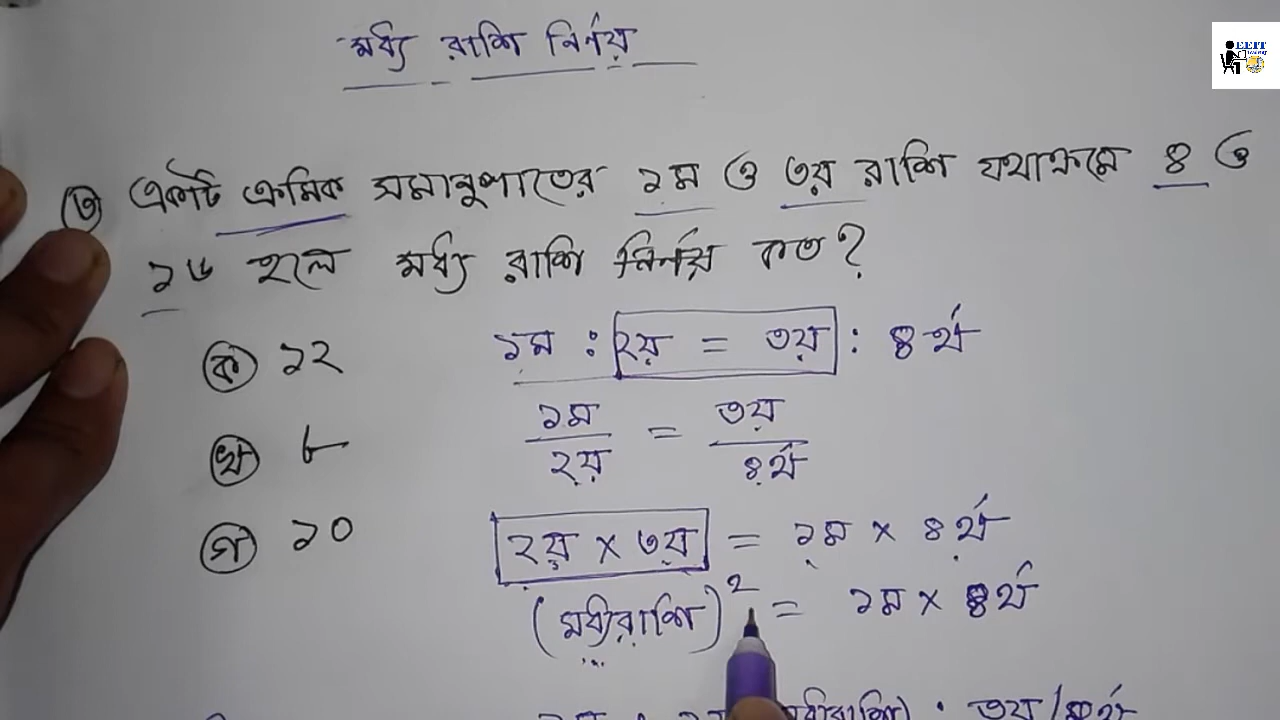 মধ্য রাশি নির্ণয়
৩ একটি ক্রমিক সমানুপাতের ১ম ও ৩য় রাশি যথাক্রমে ৪ ও
১৬ হলে মধ্য রাশি নির্ণয় কত?
ক ১২
১ম : ২য় = ৩য় : ৪র্থ
১ম / ২য় = ৩য় / ৪র্থ
খ ৮
গ ১০
২য় × ৩য় = ১ম × ৪র্থ
(মধ্যরাশি)² = ১ম × ৪র্থ
EEIT